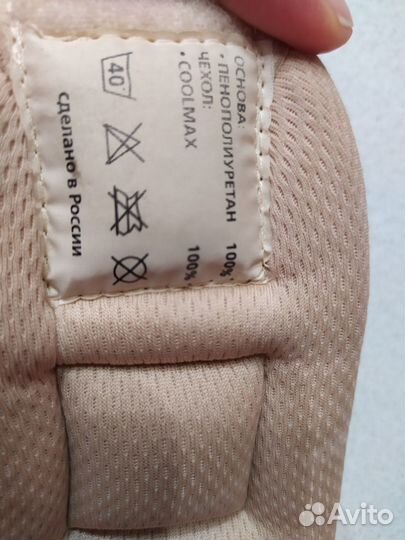 ОСНОВА:
• ПЕНОПОЛИУРЕТАН 100%
ЧЕХОЛ:
• COOLMAX 100%
40
сделано в России
Avito